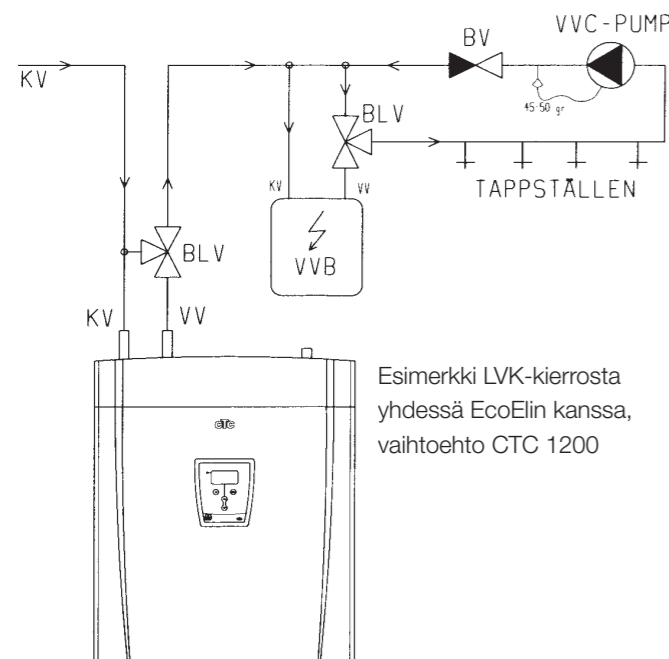 VVC-PUMP
BV
KV
45-50 gr
BLV
TAPPSTÄLLEN
KV
VV
VVB
BLV
KV
VV
Esimerkki LVK-kierrosta
yhdessä EcoElin kanssa,
vaihtoehto CTC 1200
CTC